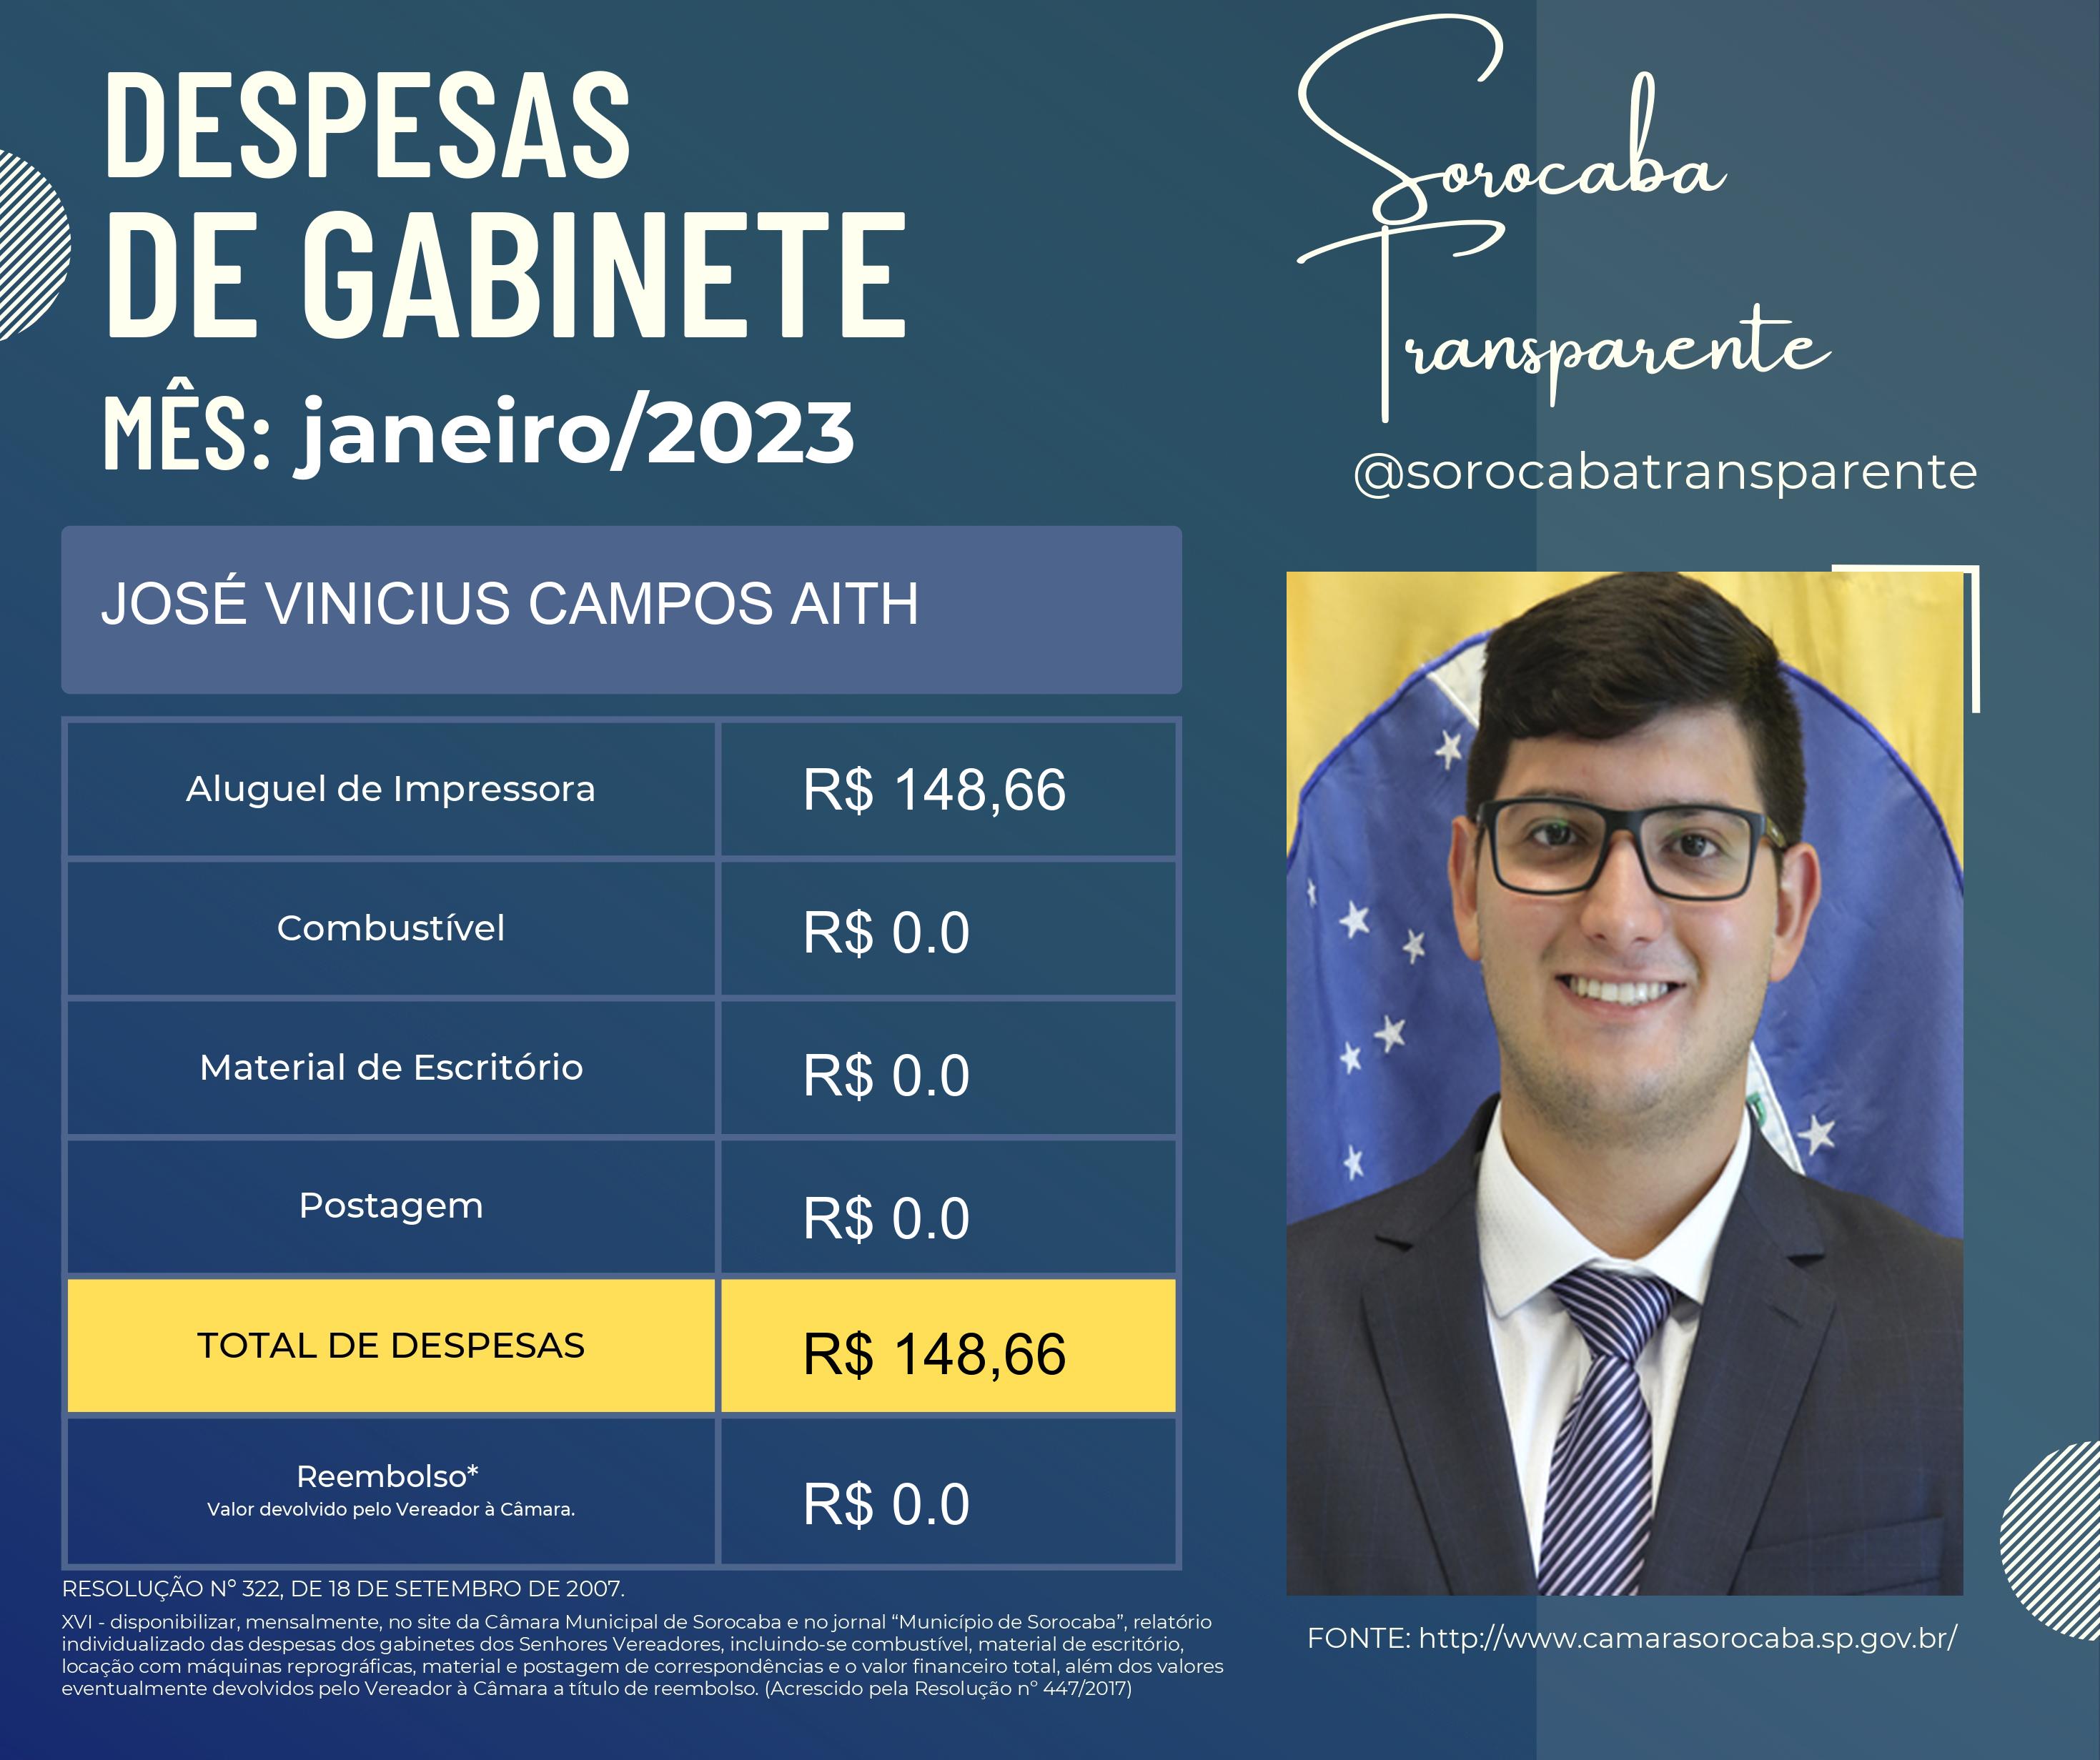 DESPESAS
DE GABINETE
MÊS: janeiro/2023
Sorocaba
Transparente
@sorocabatransparente
JOSÉ VINICIUS CAMPOS AITH
Aluguel de Impressora R$ 148,66
Combustível R$ 0.0
Material de Escritório R$ 0.0
Postagem R$ 0.0
TOTAL DE DESPESAS R$ 148,66
Reembolso* R$ 0.0
Valor devolvido pelo Vereador à Câmara.
RESOLUÇÃO Nº 322, DE 18 DE SETEMBRO DE 2007.
XVI - disponibilizar, mensalmente, no site da Câmara Municipal de Sorocaba e no jornal “Município de Sorocaba”, relatório
individualizado das despesas dos gabinetes dos Senhores Vereadores, incluindo-se combustível, material de escritório,
locação com máquinas reprográficas, material e postagem de correspondências e o valor financeiro total, além dos valores
eventualmente devolvidos pelo Vereador à Câmara a título de reembolso. (Acrescido pela Resolução nº 447/2017)
FONTE: http://www.camarasorocaba.sp.gov.br/